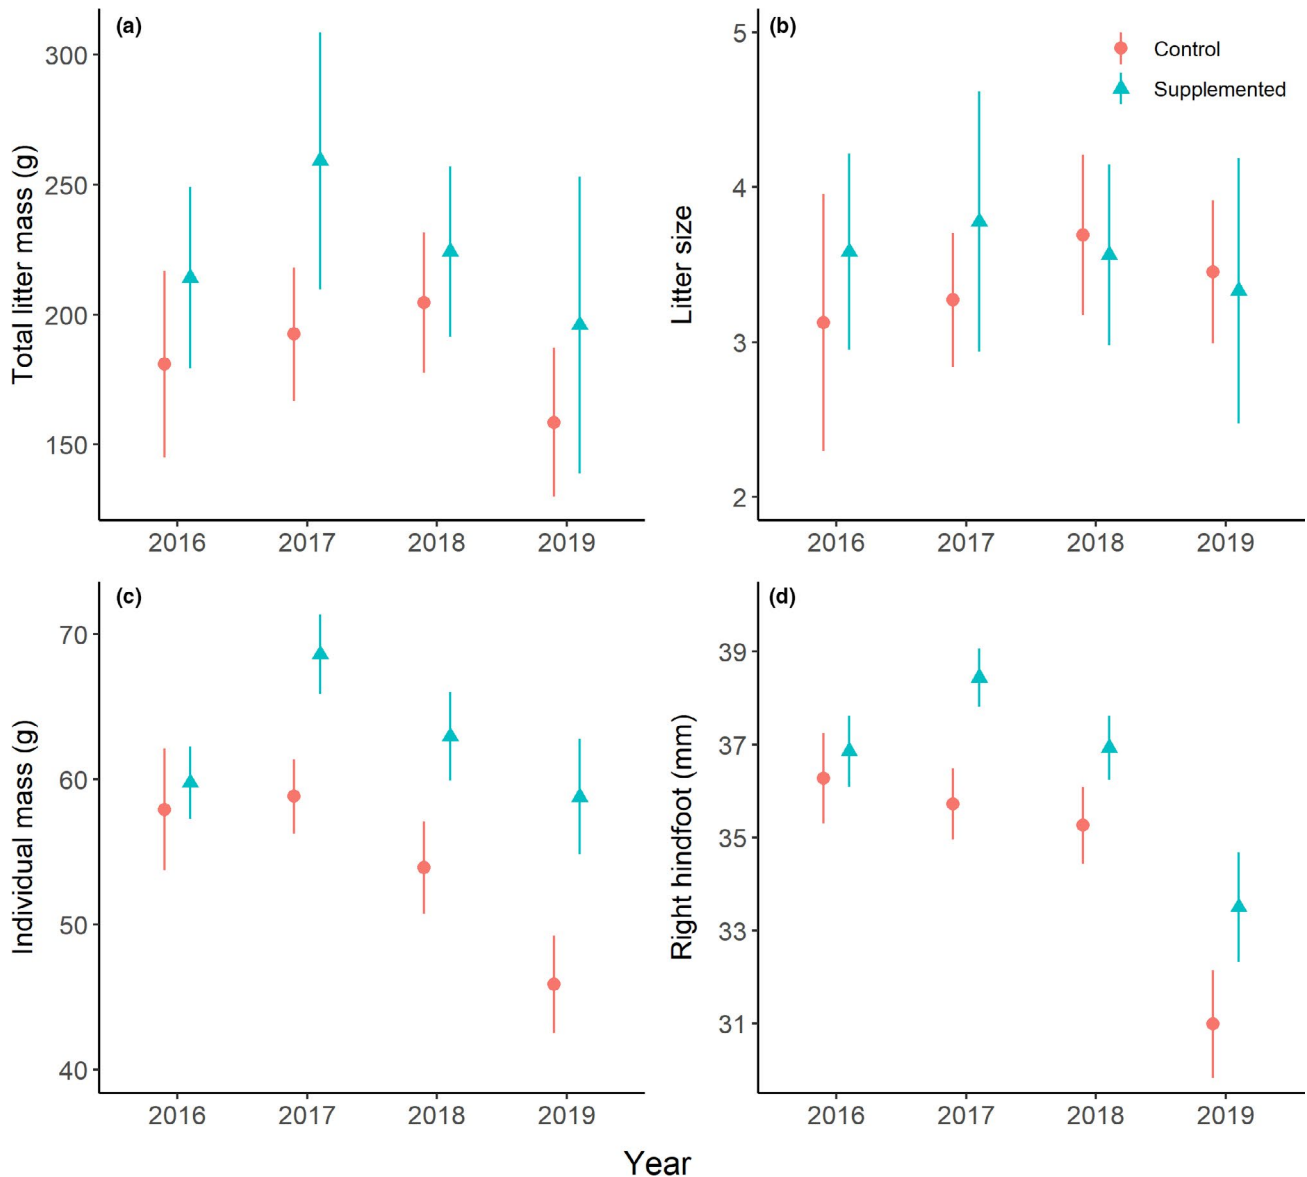 (a)
Total litter mass (g)
300
250
200
150
2016 2017 2018 2019
(b)
Control
Supplemented
Litter size
5
4
3
2
2016 2017 2018 2019
(c)
Individual mass (g)
70
60
50
40
2016 2017 2018 2019
(d)
Right hindfoot (mm)
39
37
35
33
31
2016 2017 2018 2019
Year